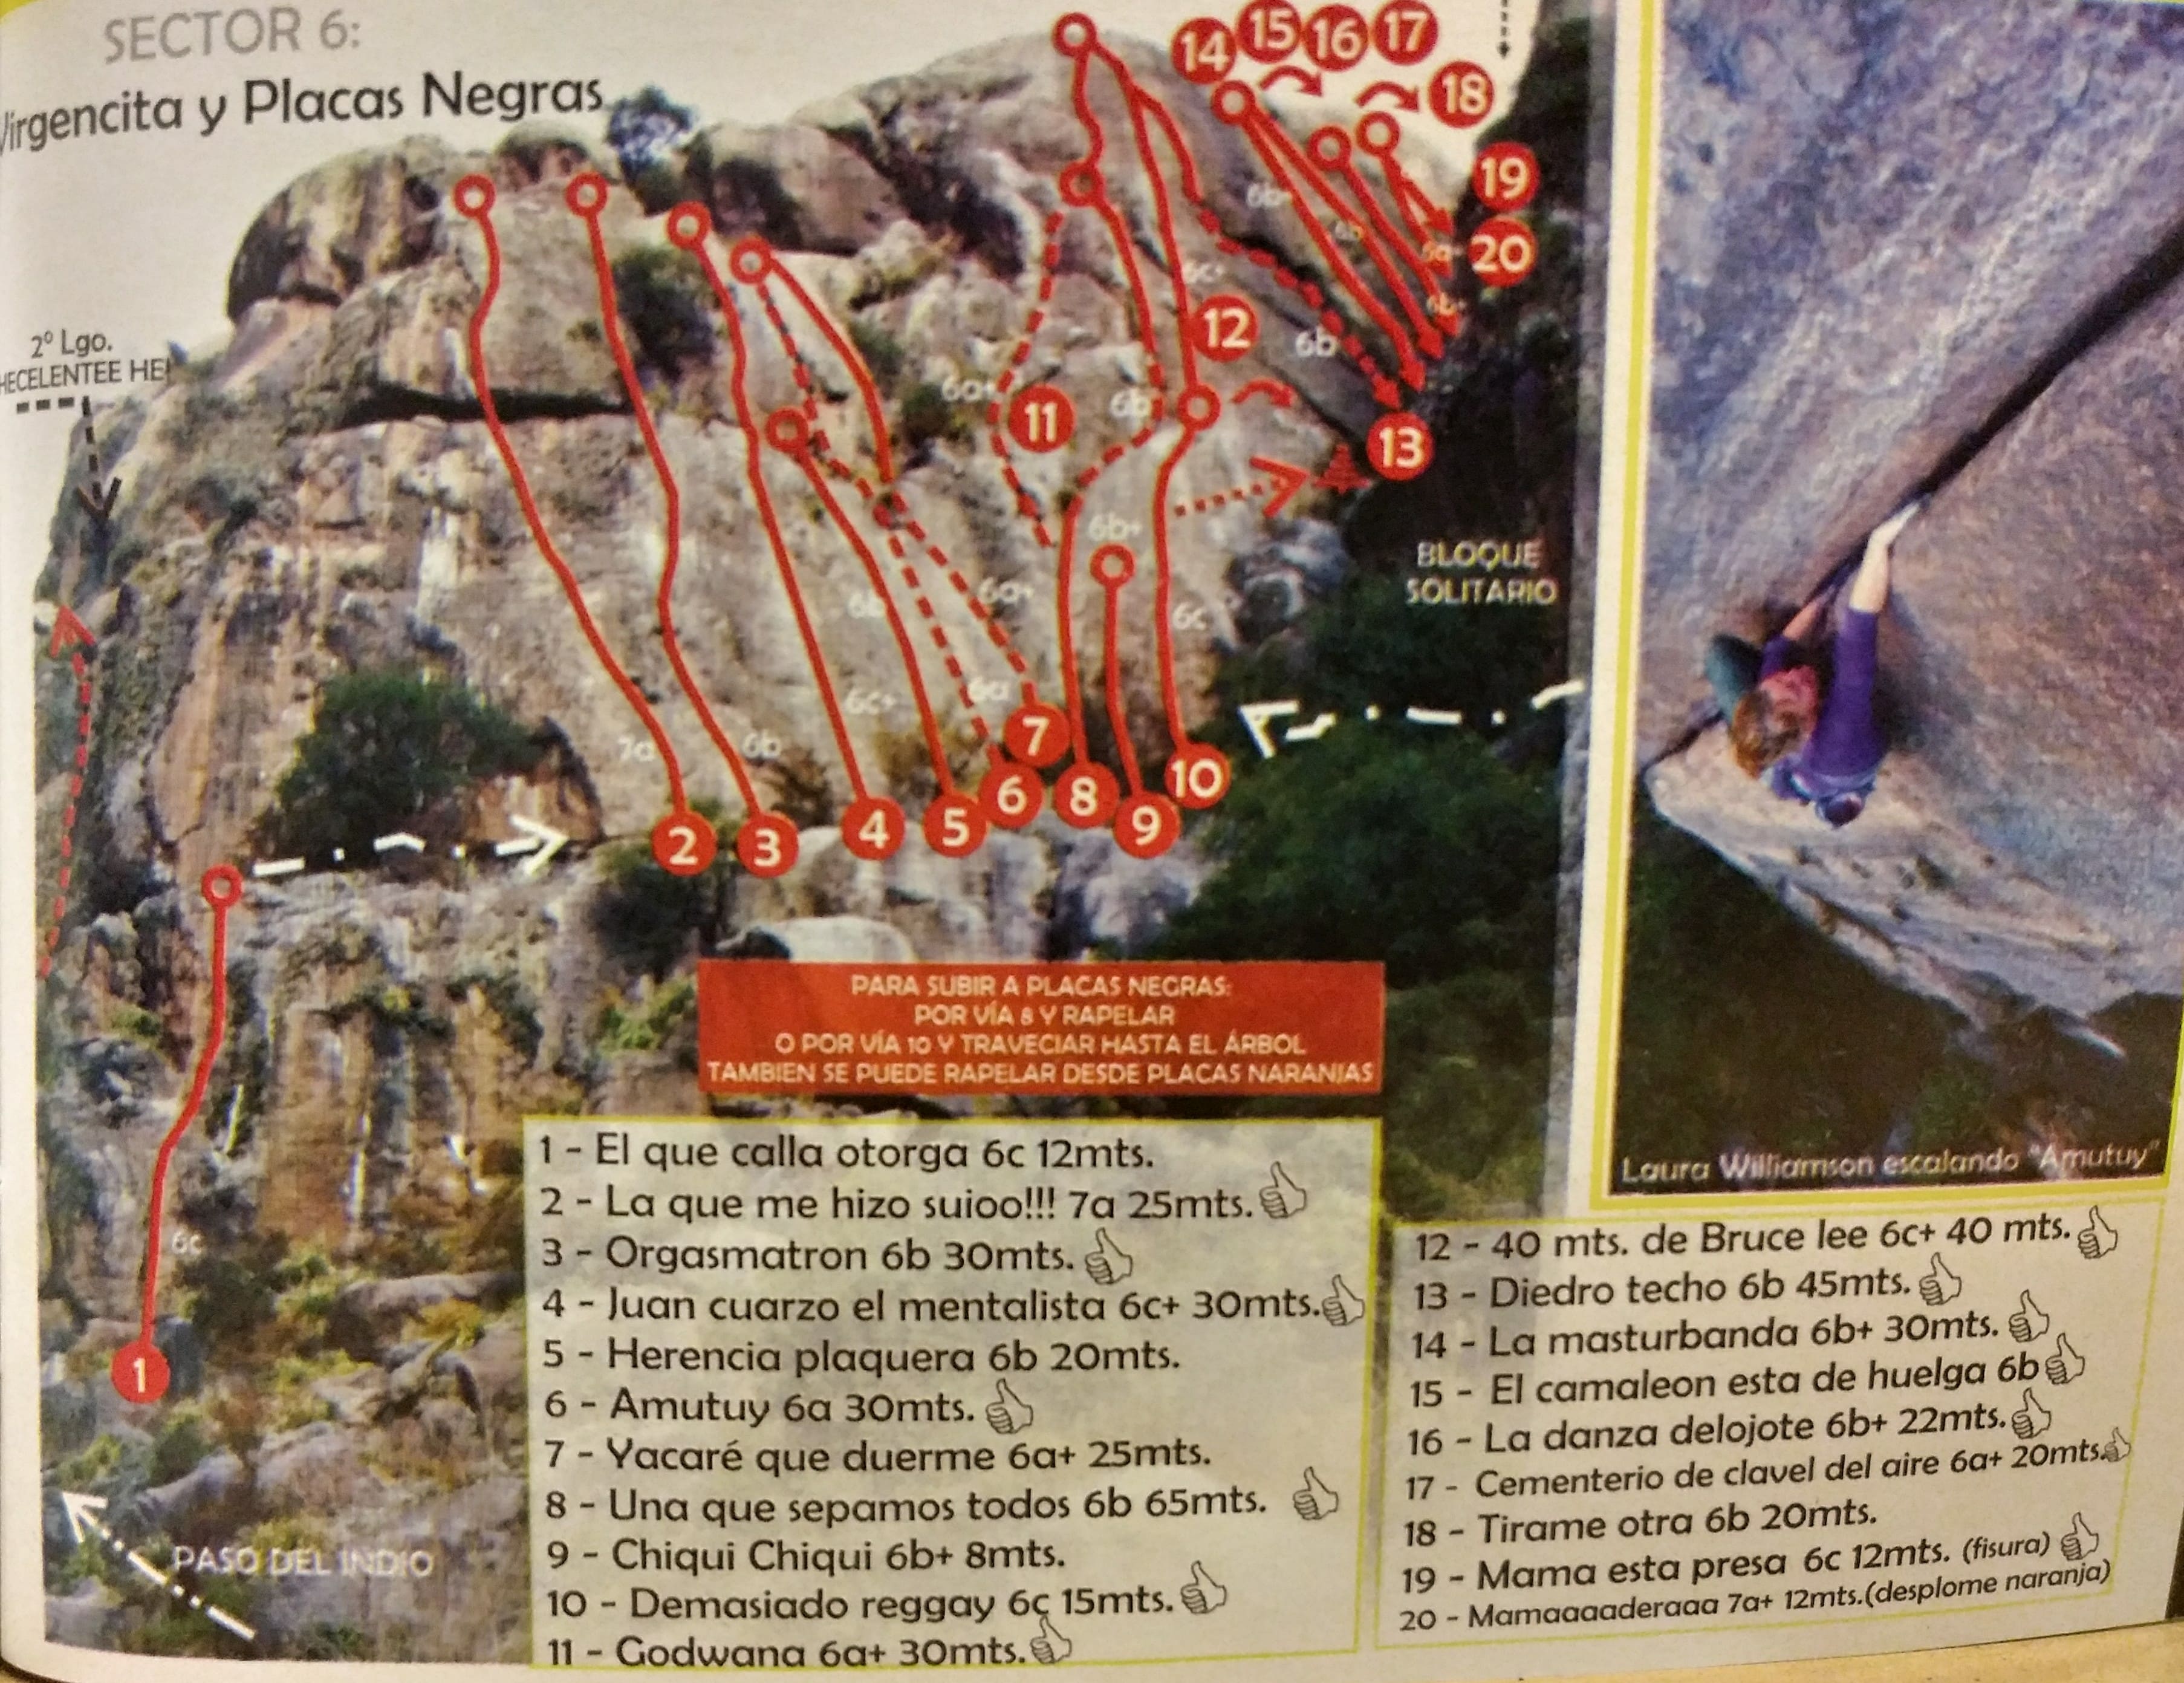 SECTOR 6:
Virgencita y Placas Negras
14 15 16 17
18
19
20
12
11
13
2º Lgo.
6b+
6b
6a+
6b+
6c+
6b
6a+
6b
6b+
6b
6a+
6c
6a
6c+
7a
6b
BLOQUE
SOLITARIO
7
10
6
8
9
5
4
3
2
PARA SUBIR A PLACAS NEGRAS:
POR VÍA 8 Y RAPELAR
O POR VÍA 10 Y TRAVECIAR HASTA EL ÁRBOL
TAMBIEN SE PUEDE RAPELAR DESDE PLACAS NARANJAS
6c
1
PASO DEL INDIO
Laura Williamson escalando "Amutuy"
1 - El que calla otorga 6c 12mts.
2 - La que me hizo suioo!!! 7a 25mts.
3 - Orgasmatron 6b 30mts.
4 - Juan cuarzo el mentalista 6c+ 30mts.
5 - Herencia plaquera 6b 20mts.
6 - Amutuy 6a 30mts.
7 - Yacaré que duerme 6a+ 25mts.
8 - Una que sepamos todos 6b 65mts.
9 - Chiqui Chiqui 6b+ 8mts.
10 - Demasiado reggay 6c 15mts.
11 - Godwana 6a+ 30mts.
12 - 40 mts. de Bruce lee 6c+ 40 mts.
13 - Diedro techo 6b 45mts.
14 - La masturbanda 6b+ 30mts.
15 - El camaleon esta de huelga 6b
16 - La danza delojote 6b+ 22mts.
17 - Cementerio de clavel del aire 6a+ 20mts.
18 - Tirame otra 6b 20mts.
19 - Mama esta presa 6c 12mts. (fisura)
20 - Mamaaaaderaaa 7a+ 12mts.(desplome naranja)